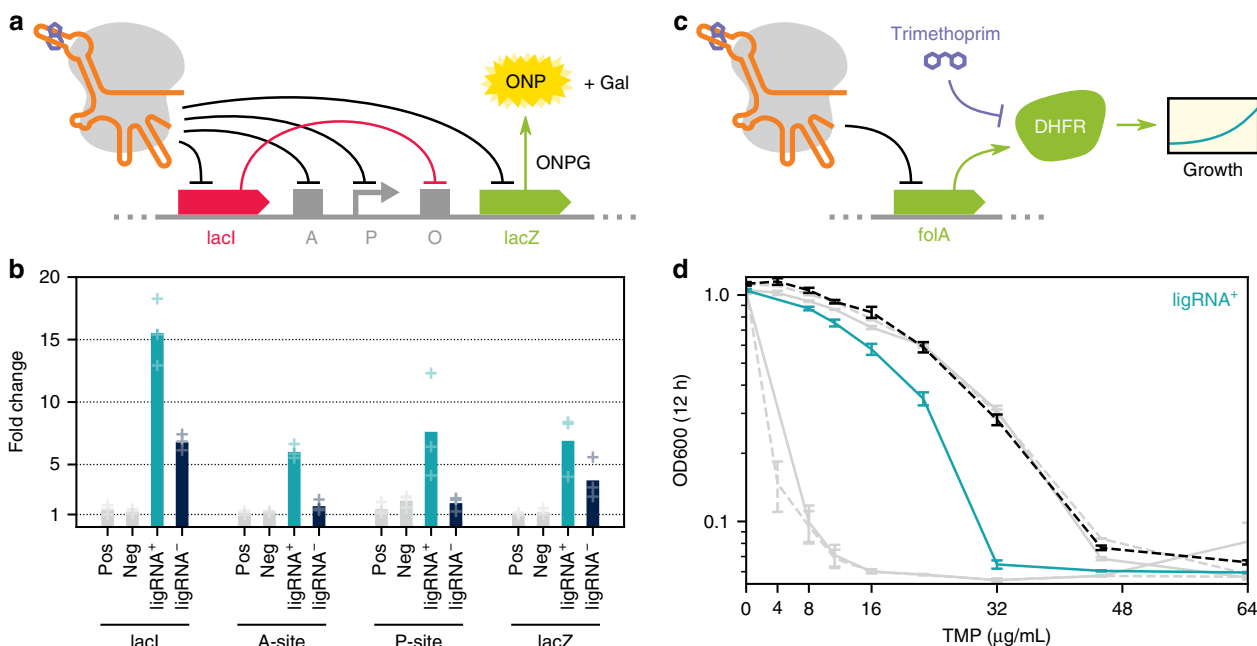 a
ONP
+ Gal
ONPG
lacI
A
P
O
lacZ
b
Fold change
20
15
10
5
1
Pos
Neg
ligRNA⁺
ligRNA⁻
Pos
Neg
ligRNA⁺
ligRNA⁻
Pos
Neg
ligRNA⁺
ligRNA⁻
Pos
Neg
ligRNA⁺
ligRNA⁻
lacI
A-site
P-site
lacZ
c
Trimethoprim
DHFR
Growth
folA
d
ligRNA⁺
OD600 (12 h)
1.0
0.1
0
4
8
16
32
48
64
TMP (µg/mL)